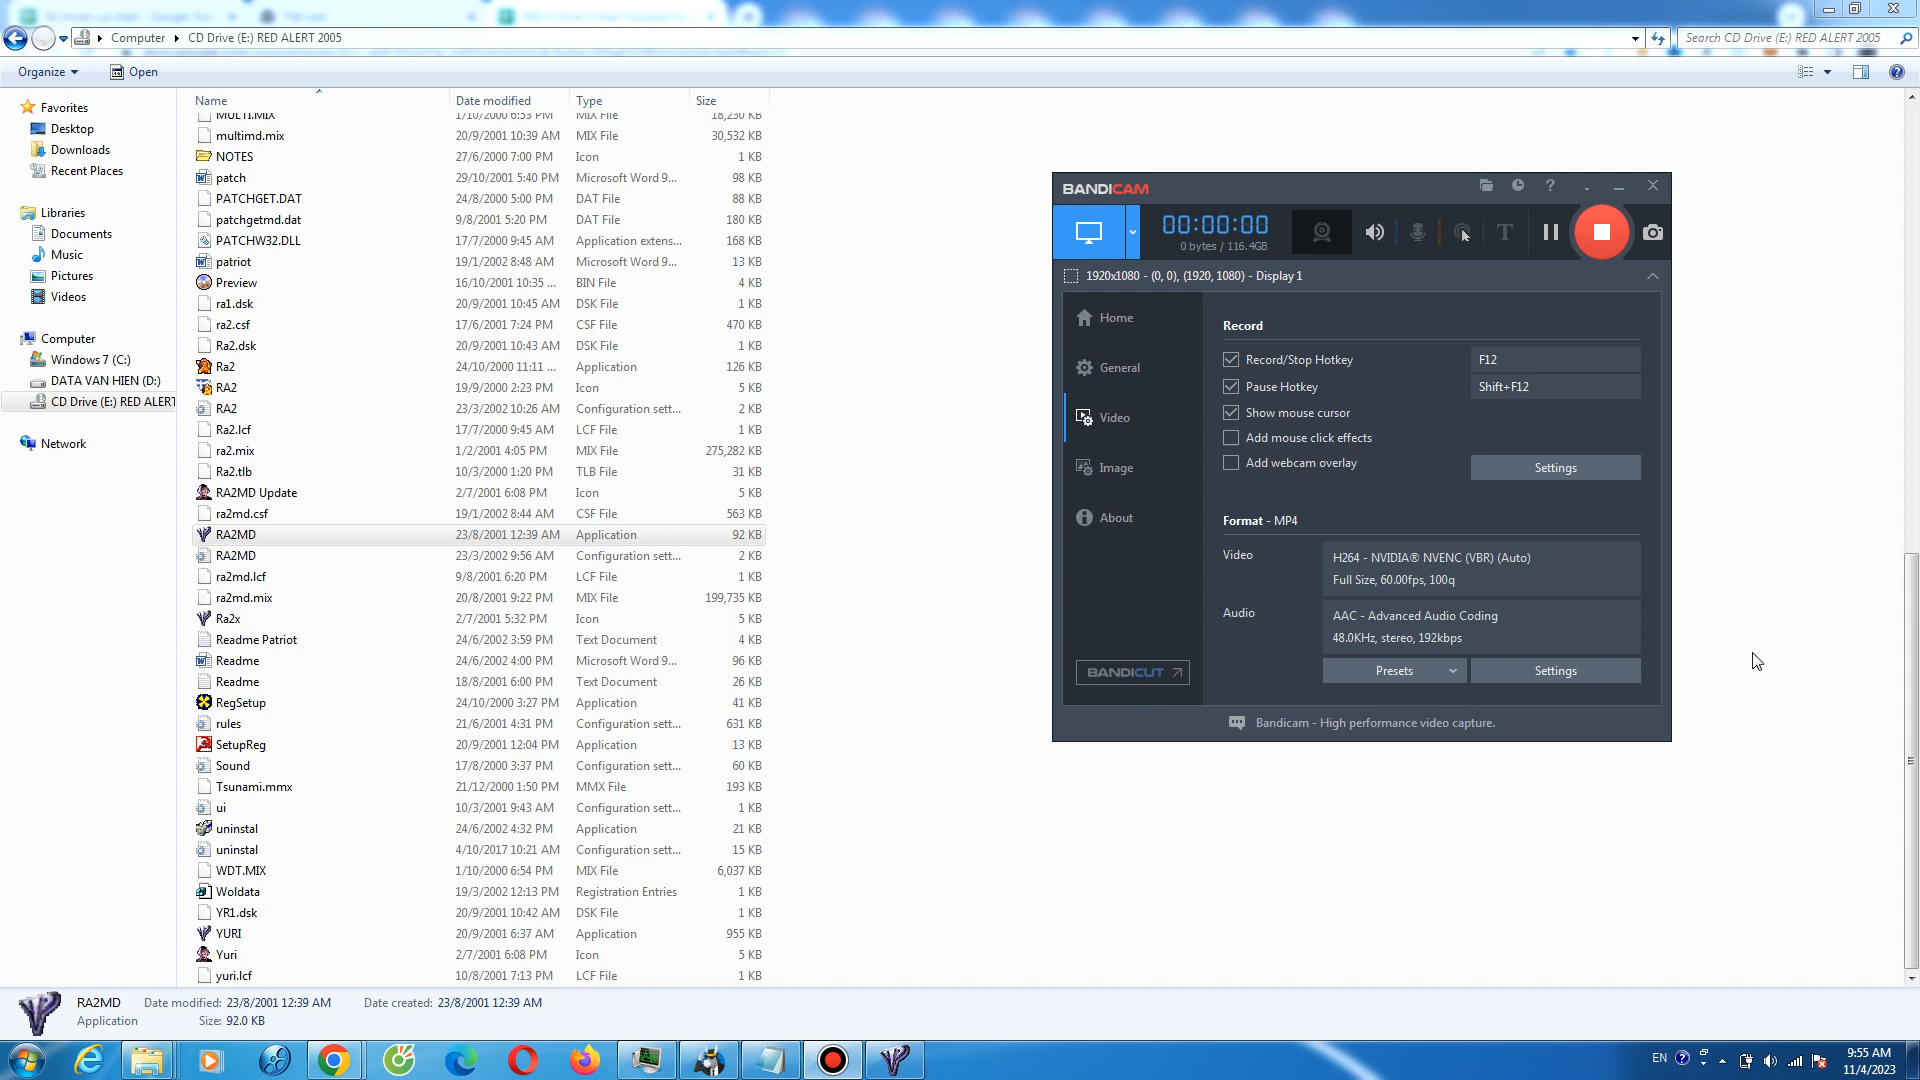 Computer ▸ CD Drive (E:) RED ALERT 2005
Search CD Drive (E:) RED ALERT 2005
Organize
Open
Name Date modified Type Size
Favorites
Desktop
Downloads
Recent Places
Libraries
Documents
Music
Pictures
Videos
Computer
Windows 7 (C:)
DATA VAN HIEN (D:)
CD Drive (E:) RED ALERT
Network
MULTI.MIX 1/10/2000 6:53 PM MIX File 18,230 KB
multimd.mix 20/9/2001 10:39 AM MIX File 30,532 KB
NOTES 27/6/2000 7:00 PM Icon 1 KB
patch 29/10/2001 5:40 PM Microsoft Word 9... 98 KB
PATCHGET.DAT 24/8/2000 5:00 PM DAT File 88 KB
patchgetmd.dat 9/8/2001 5:20 PM DAT File 180 KB
PATCHW32.DLL 17/7/2000 9:45 AM Application extens... 168 KB
patriot 19/1/2002 8:48 AM Microsoft Word 9... 13 KB
Preview 16/10/2001 10:35 ... BIN File 4 KB
ra1.dsk 20/9/2001 10:45 AM DSK File 1 KB
ra2.csf 17/6/2001 7:24 PM CSF File 470 KB
Ra2.dsk 20/9/2001 10:43 AM DSK File 1 KB
Ra2 24/10/2000 11:11 ... Application 126 KB
RA2 19/9/2000 2:23 PM Icon 5 KB
RA2 23/3/2002 10:26 AM Configuration sett... 2 KB
Ra2.lcf 17/7/2000 9:45 AM LCF File 1 KB
ra2.mix 1/2/2001 4:05 PM MIX File 275,282 KB
Ra2.tlb 10/3/2000 1:20 PM TLB File 31 KB
RA2MD Update 2/7/2001 6:08 PM Icon 5 KB
ra2md.csf 19/1/2002 8:44 AM CSF File 563 KB
RA2MD 23/8/2001 12:39 AM Application 92 KB
RA2MD 23/3/2002 9:56 AM Configuration sett... 2 KB
ra2md.lcf 9/8/2001 6:20 PM LCF File 1 KB
ra2md.mix 20/8/2001 9:22 PM MIX File 199,735 KB
Ra2x 2/7/2001 5:32 PM Icon 5 KB
Readme Patriot 24/6/2002 3:59 PM Text Document 4 KB
Readme 24/6/2002 4:00 PM Microsoft Word 9... 96 KB
Readme 18/8/2001 6:00 PM Text Document 26 KB
RegSetup 24/10/2000 3:27 PM Application 41 KB
rules 21/6/2001 4:31 PM Configuration sett... 631 KB
SetupReg 20/9/2001 12:04 PM Application 13 KB
Sound 17/8/2000 3:37 PM Configuration sett... 60 KB
Tsunami.mmx 21/12/2000 1:50 PM MMX File 193 KB
ui 10/3/2001 9:43 AM Configuration sett... 1 KB
uninstal 24/6/2002 4:32 PM Application 21 KB
uninstal 4/10/2017 10:21 AM Configuration sett... 15 KB
WDT.MIX 1/10/2000 6:54 PM MIX File 6,037 KB
Woldata 19/3/2002 12:13 PM Registration Entries 1 KB
YR1.dsk 20/9/2001 10:42 AM DSK File 1 KB
YURI 20/9/2001 6:37 AM Application 955 KB
Yuri 2/7/2001 6:08 PM Icon 5 KB
yuri.lcf 10/8/2001 7:13 PM LCF File 1 KB
BANDICAM
00:00:00
0 bytes / 116.4GB
1920x1080 - (0, 0), (1920, 1080) - Display 1
Home
General
Video
Image
About
BANDICUT
Record
Record/Stop Hotkey F12
Pause Hotkey Shift+F12
Show mouse cursor
Add mouse click effects
Add webcam overlay
Settings
Format - MP4
Video
H264 - NVIDIA® NVENC (VBR) (Auto)
Full Size, 60.00fps, 100q
Audio
AAC - Advanced Audio Coding
48.0KHz, stereo, 192kbps
Presets Settings
Bandicam - High performance video capture.
RA2MD Date modified: 23/8/2001 12:39 AM Date created: 23/8/2001 12:39 AM
Application Size: 92.0 KB
EN
9:55 AM
11/4/2023